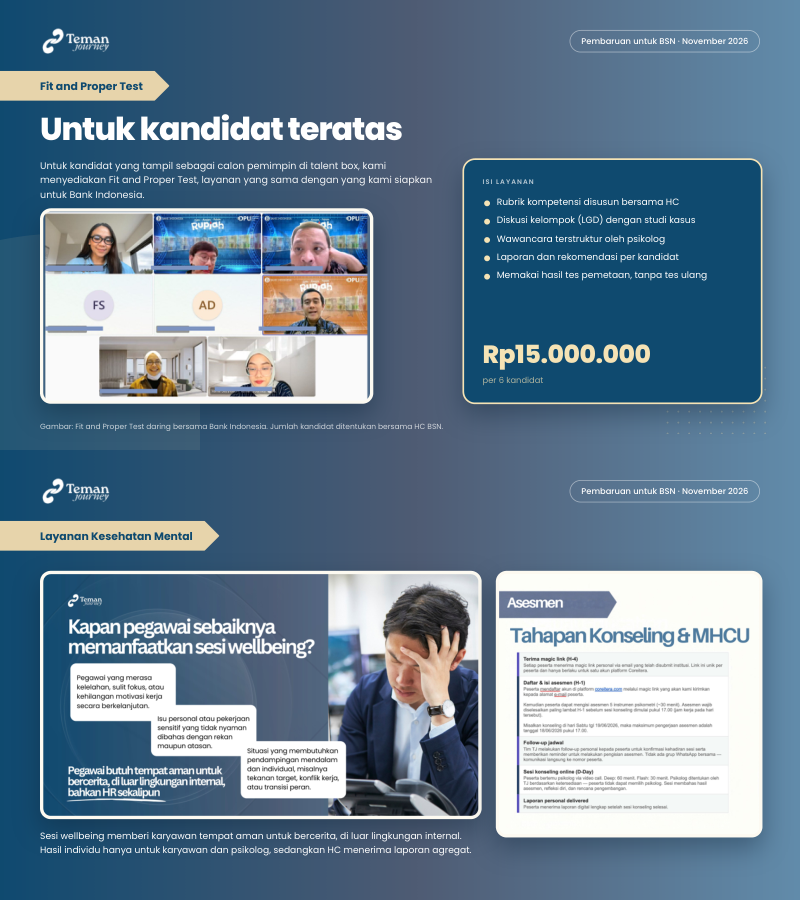 Teman
journey
Pembaruan untuk BSN · November 2026
Fit and Proper Test
Untuk kandidat teratas
Untuk kandidat yang tampil sebagai calon pemimpin di talent box, kami
menyediakan Fit and Proper Test, layanan yang sama dengan yang kami siapkan
untuk Bank Indonesia.
FS
AD
ISI LAYANAN
Rubrik kompetensi disusun bersama HC
Diskusi kelompok (LGD) dengan studi kasus
Wawancara terstruktur oleh psikolog
Laporan dan rekomendasi per kandidat
Memakai hasil tes pemetaan, tanpa tes ulang
Rp15.000.000
per 6 kandidat
Gambar: Fit and Proper Test daring bersama Bank Indonesia. Jumlah kandidat ditentukan bersama HC BSN.
Teman
journey
Pembaruan untuk BSN · November 2026
Layanan Kesehatan Mental
Teman
journey
Kapan pegawai sebaiknya
memanfaatkan sesi wellbeing?
Pegawai yang merasa
kelelahan, sulit fokus, atau
kehilangan motivasi kerja
secara berkelanjutan.
Isu personal atau pekerjaan
sensitif yang tidak nyaman
dibahas dengan rekan
maupun atasan.
Situasi yang membutuhkan
pendampingan mendalam
dan individual, misalnya
tekanan target, konflik kerja,
atau transisi peran.
Pegawai butuh tempat aman untuk
bercerita, di luar lingkungan internal,
bahkan HR sekalipun
Asesmen
Tahapan Konseling & MHCU
Terima magic link (H-4)
Daftar & isi asesmen (H-1)
Follow-up jadwal
Sesi konseling online (D-Day)
Laporan personal delivered
Peserta menerima laporan digital lengkap setelah sesi konseling selesai.
Sesi wellbeing memberi karyawan tempat aman untuk bercerita, di luar lingkungan internal.
Hasil individu hanya untuk karyawan dan psikolog, sedangkan HC menerima laporan agregat.